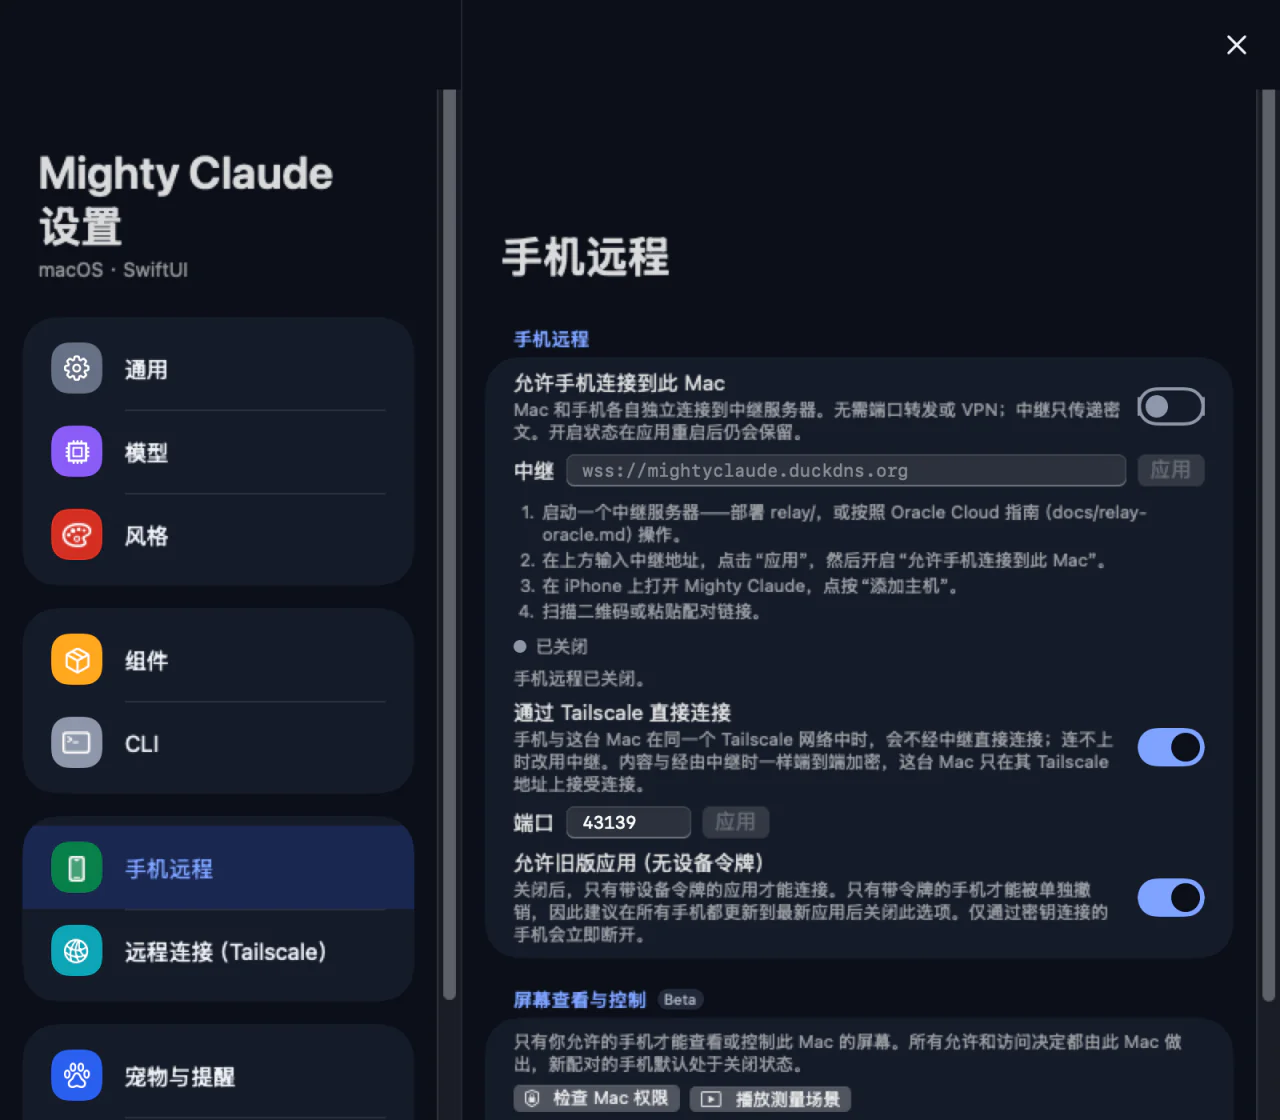 Mighty Claude
设置
macOS · SwiftUI
通用
模型
风格
组件
CLI
手机远程
远程连接 (Tailscale)
宠物与提醒
手机远程
手机远程
允许手机连接到此 Mac
Mac 和手机各自独立连接到中继服务器。无需端口转发或 VPN；中继只传递密
文。开启状态在应用重启后仍会保留。
中继 wss://mightyclaude.duckdns.org 应用
1. 启动一个中继服务器——部署 relay/，或按照 Oracle Cloud 指南 (docs/relay-
oracle.md) 操作。
2. 在上方输入中继地址，点击“应用”，然后开启“允许手机连接到此 Mac”。
3. 在 iPhone 上打开 Mighty Claude，点按“添加主机”。
4. 扫描二维码或粘贴配对链接。
已关闭
手机远程已关闭。
通过 Tailscale 直接连接
手机与这台 Mac 在同一个 Tailscale 网络中时，会不经中继直接连接；连不上
时改用中继。内容与经由中继时一样端到端加密，这台 Mac 只在其 Tailscale
地址上接受连接。
端口 43139 应用
允许旧版应用 (无设备令牌)
关闭后，只有带设备令牌的应用才能连接。只有带令牌的手机才能被单独撤
销，因此建议在所有手机都更新到最新应用后关闭此选项。仅通过密钥连接的
手机会立即断开。
屏幕查看与控制 Beta
只有你允许的手机才能查看或控制此 Mac 的屏幕。所有允许和访问决定都由此 Mac 做
出，新配对的手机默认处于关闭状态。
检查 Mac 权限 播放测量场景